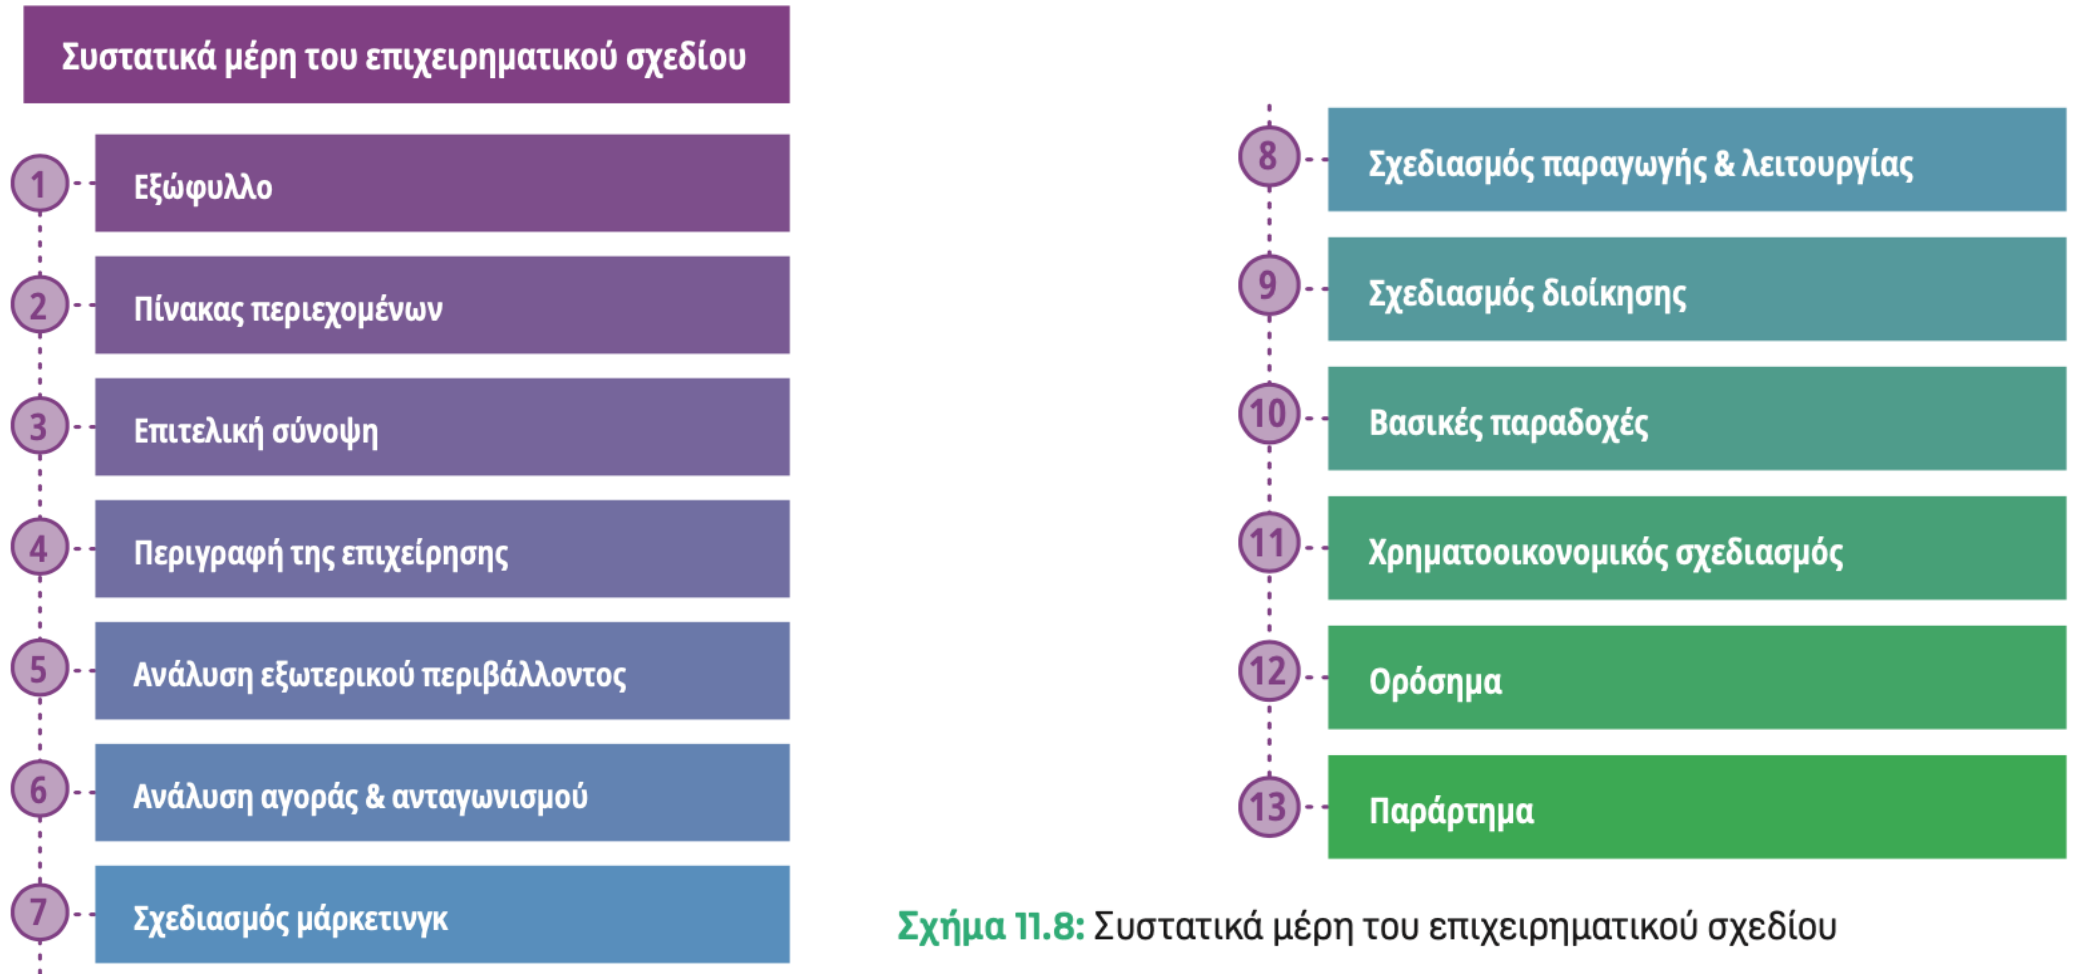 Συστατικά μέρη του επιχειρηματικού σχεδίου
1 Εξώφυλλο
2 Πίνακας περιεχομένων
3 Επιτελική σύνοψη
4 Περιγραφή της επιχείρησης
5 Ανάλυση εξωτερικού περιβάλλοντος
6 Ανάλυση αγοράς & ανταγωνισμού
7 Σχεδιασμός μάρκετινγκ
8 Σχεδιασμός παραγωγής & λειτουργίας
9 Σχεδιασμός διοίκησης
10 Βασικές παραδοχές
11 Χρηματοοικονομικός σχεδιασμός
12 Ορόσημα
13 Παράρτημα
Σχήμα 11.8: Συστατικά μέρη του επιχειρηματικού σχεδίου